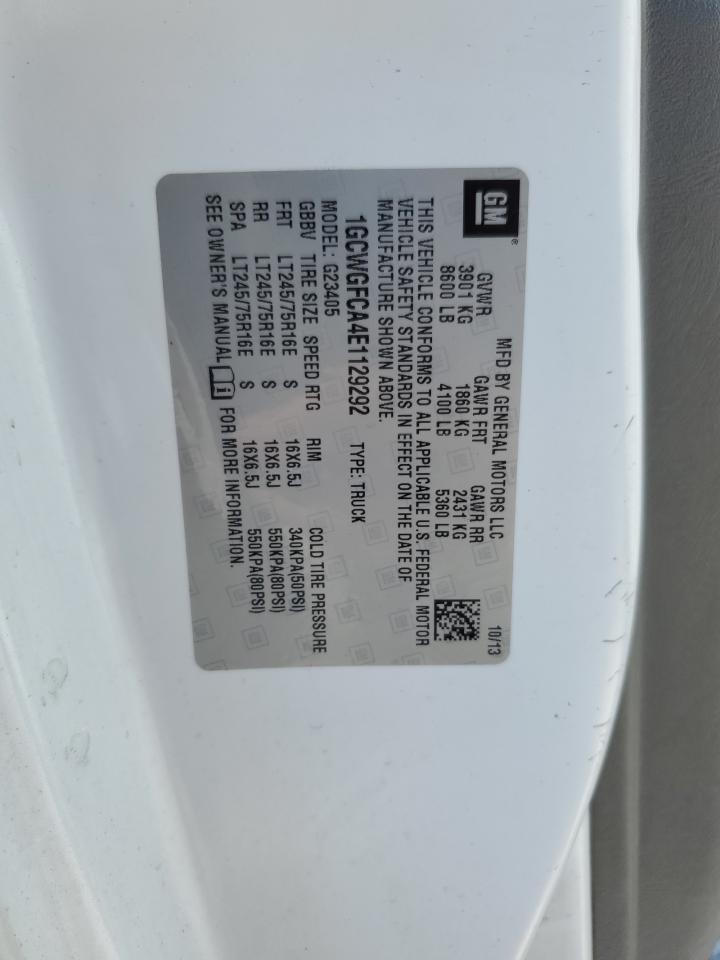 GM ®
MFD BY GENERAL MOTORS LLC 10/13
GVWR GAWR FRT GAWR RR
3901 KG 1860 KG 2431 KG
8600 LB 4100 LB 5360 LB
THIS VEHICLE CONFORMS TO ALL APPLICABLE U.S. FEDERAL MOTOR
VEHICLE SAFETY STANDARDS IN EFFECT ON THE DATE OF
MANUFACTURE SHOWN ABOVE.
1GCWGFCA4E1129292 TYPE: TRUCK
MODEL: G23405
GBBV TIRE SIZE SPEED RTG RIM COLD TIRE PRESSURE
FRT LT245/75R16E S 16X6.5J 340KPA(50PSI)
RR LT245/75R16E S 16X6.5J 550KPA(80PSI)
SPA LT245/75R16E S 16X6.5J 550KPA(80PSI)
SEE OWNER'S MANUAL i FOR MORE INFORMATION.